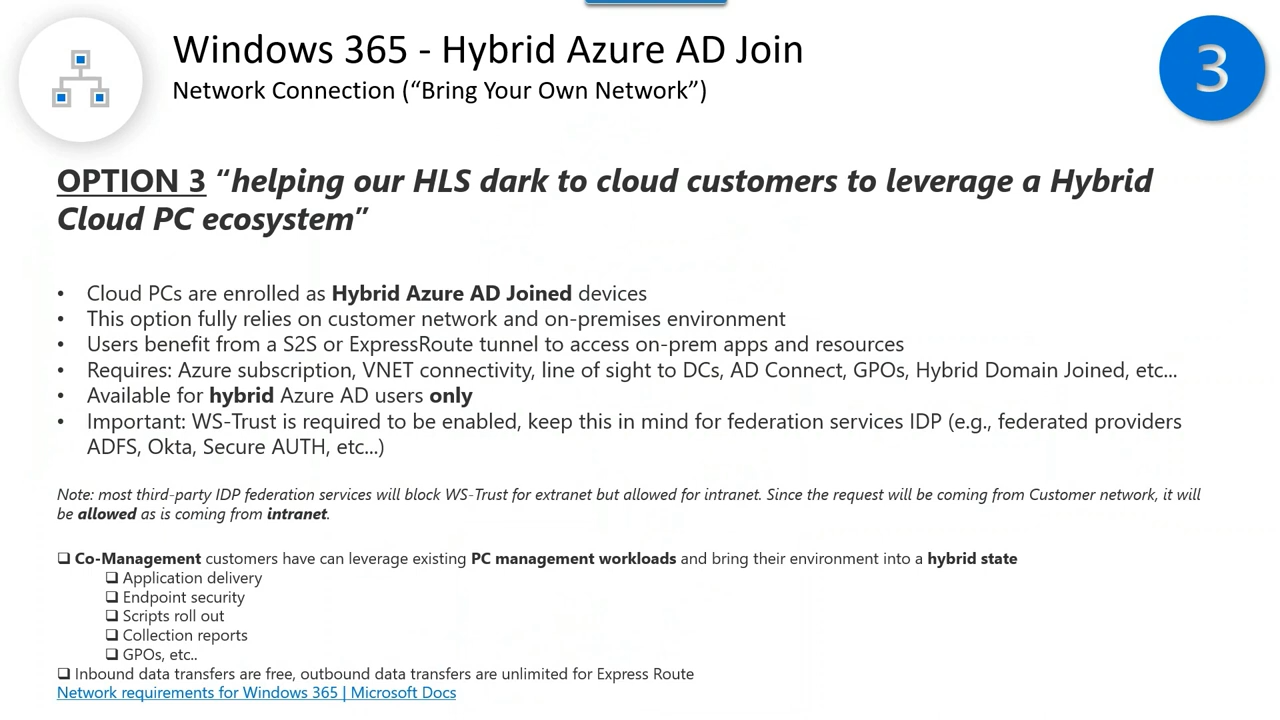 Windows 365 - Hybrid Azure AD Join
Network Connection (“Bring Your Own Network”)
3
OPTION 3 “helping our HLS dark to cloud customers to leverage a Hybrid
Cloud PC ecosystem”
• Cloud PCs are enrolled as Hybrid Azure AD Joined devices
• This option fully relies on customer network and on-premises environment
• Users benefit from a S2S or ExpressRoute tunnel to access on-prem apps and resources
• Requires: Azure subscription, VNET connectivity, line of sight to DCs, AD Connect, GPOs, Hybrid Domain Joined, etc...
• Available for hybrid Azure AD users only
• Important: WS-Trust is required to be enabled, keep this in mind for federation services IDP (e.g., federated providers
ADFS, Okta, Secure AUTH, etc...)
Note: most third-party IDP federation services will block WS-Trust for extranet but allowed for intranet. Since the request will be coming from Customer network, it will
be allowed as is coming from intranet.
❑ Co-Management customers have can leverage existing PC management workloads and bring their environment into a hybrid state
❑ Application delivery
❑ Endpoint security
❑ Scripts roll out
❑ Collection reports
❑ GPOs, etc..
❑ Inbound data transfers are free, outbound data transfers are unlimited for Express Route
Network requirements for Windows 365 | Microsoft Docs